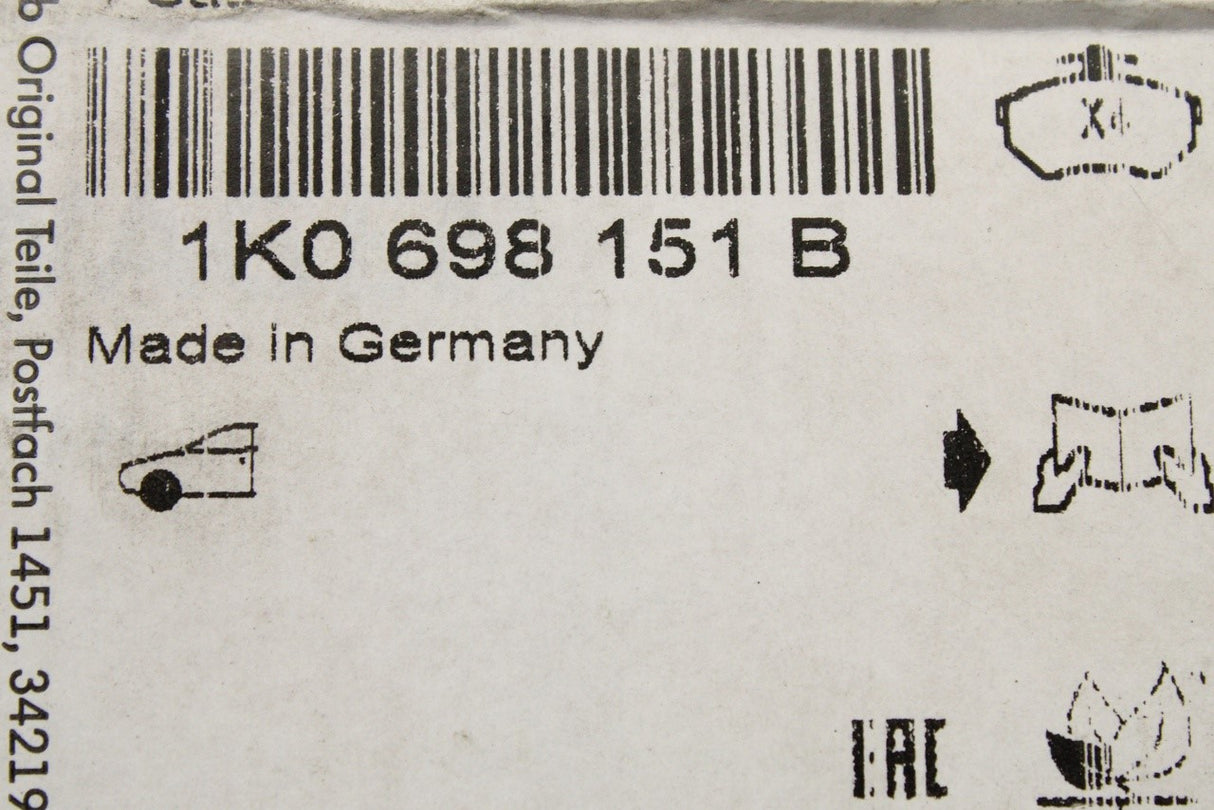 b Original Teile, Postfach 1451, 34219
X4
1K0 698 151 B
Made in Germany
EAC